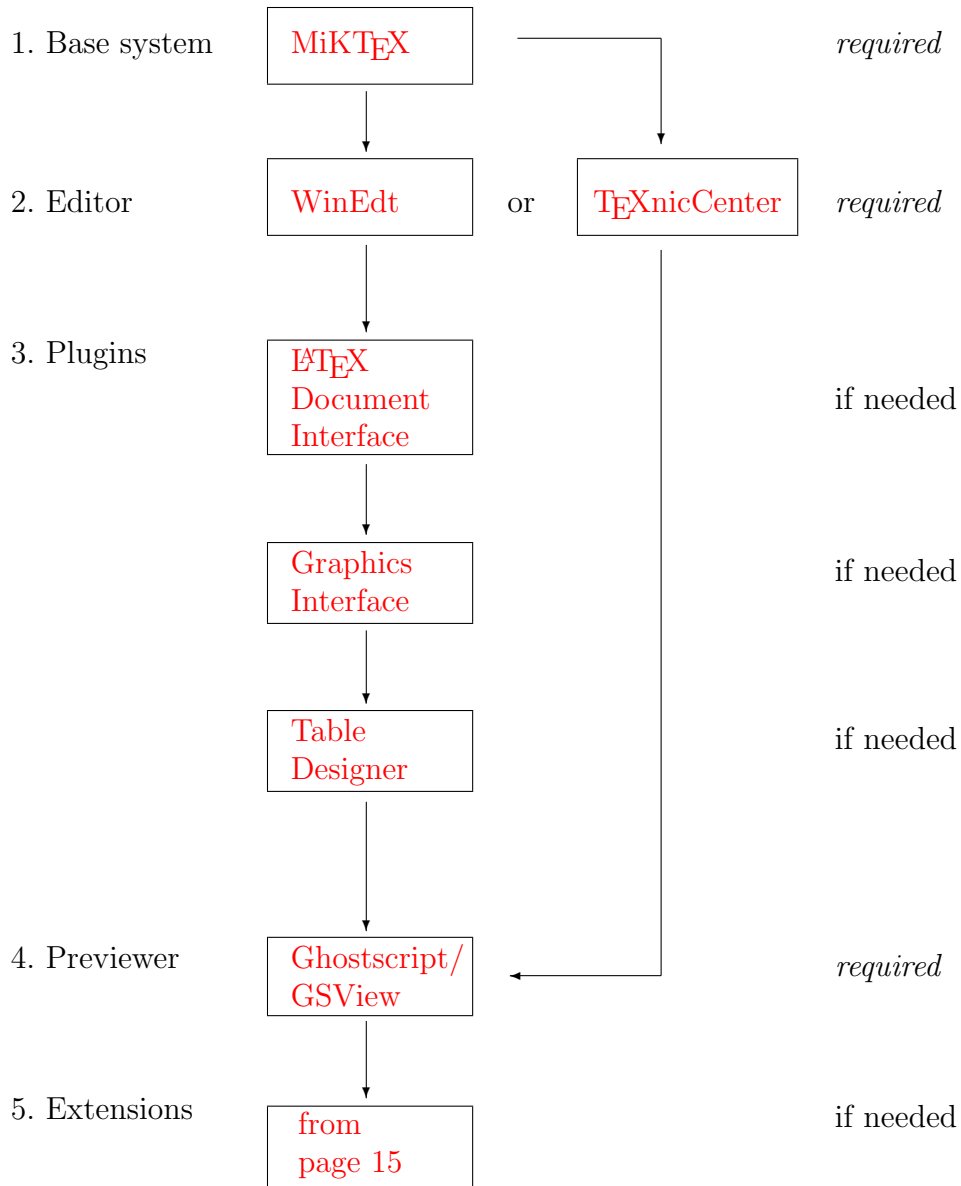 1. Base system MiKTEX required
2. Editor WinEdt or TEXnicCenter required
3. Plugins LATEX
Document if needed
Interface
Graphics if needed
Interface
Table if needed
Designer
4. Previewer Ghostscript/ required
GSView
5. Extensions from if needed
page 15